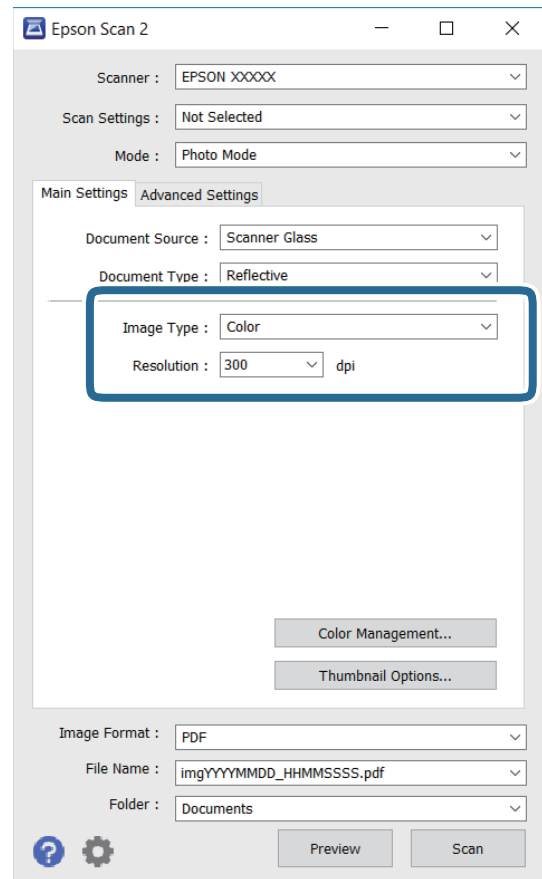 Epson Scan 2
Scanner : EPSON XXXXX
Scan Settings : Not Selected
Mode : Photo Mode
Main Settings Advanced Settings
Document Source : Scanner Glass
Document Type : Reflective
Image Type : Color
Resolution : 300 dpi
Color Management...
Thumbnail Options...
Image Format : PDF
File Name : imgYYYYMMDD_HHMMSSSS.pdf
Folder : Documents
? Preview Scan